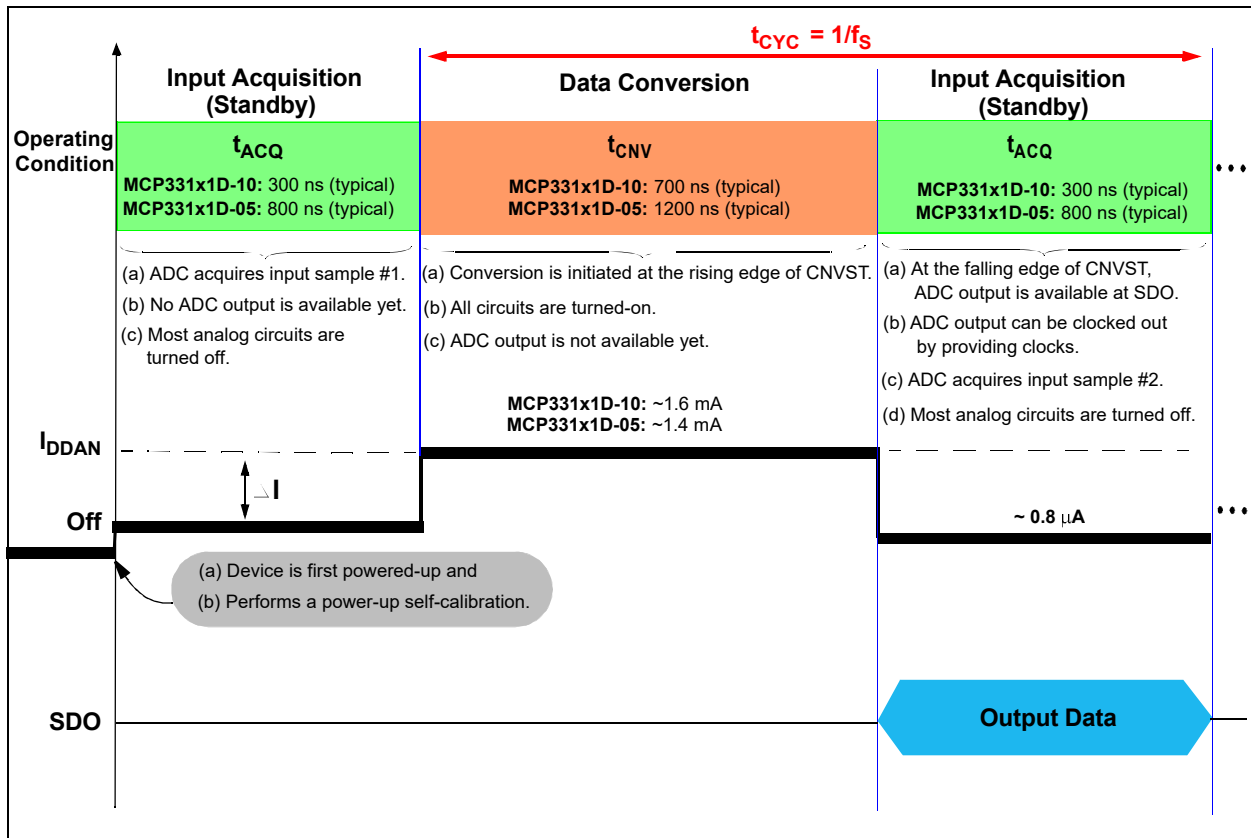 t_CYC = 1/f_S
Input Acquisition
(Standby)
Data Conversion
Input Acquisition
(Standby)
Operating
Condition
t_ACQ
MCP331x1D-10: 300 ns (typical)
MCP331x1D-05: 800 ns (typical)
t_CNV
MCP331x1D-10: 700 ns (typical)
MCP331x1D-05: 1200 ns (typical)
t_ACQ
MCP331x1D-10: 300 ns (typical)
MCP331x1D-05: 800 ns (typical)
(a) ADC acquires input sample #1.
(b) No ADC output is available yet.
(c) Most analog circuits are
turned off.
(a) Conversion is initiated at the rising edge of CNVST.
(b) All circuits are turned-on.
(c) ADC output is not available yet.
(a) At the falling edge of CNVST,
ADC output is available at SDO.
(b) ADC output can be clocked out
by providing clocks.
(c) ADC acquires input sample #2.
(d) Most analog circuits are turned off.
MCP331x1D-10: ~1.6 mA
MCP331x1D-05: ~1.4 mA
I_DDAN
△I
Off
~ 0.8 μA
(a) Device is first powered-up and
(b) Performs a power-up self-calibration.
SDO
Output Data